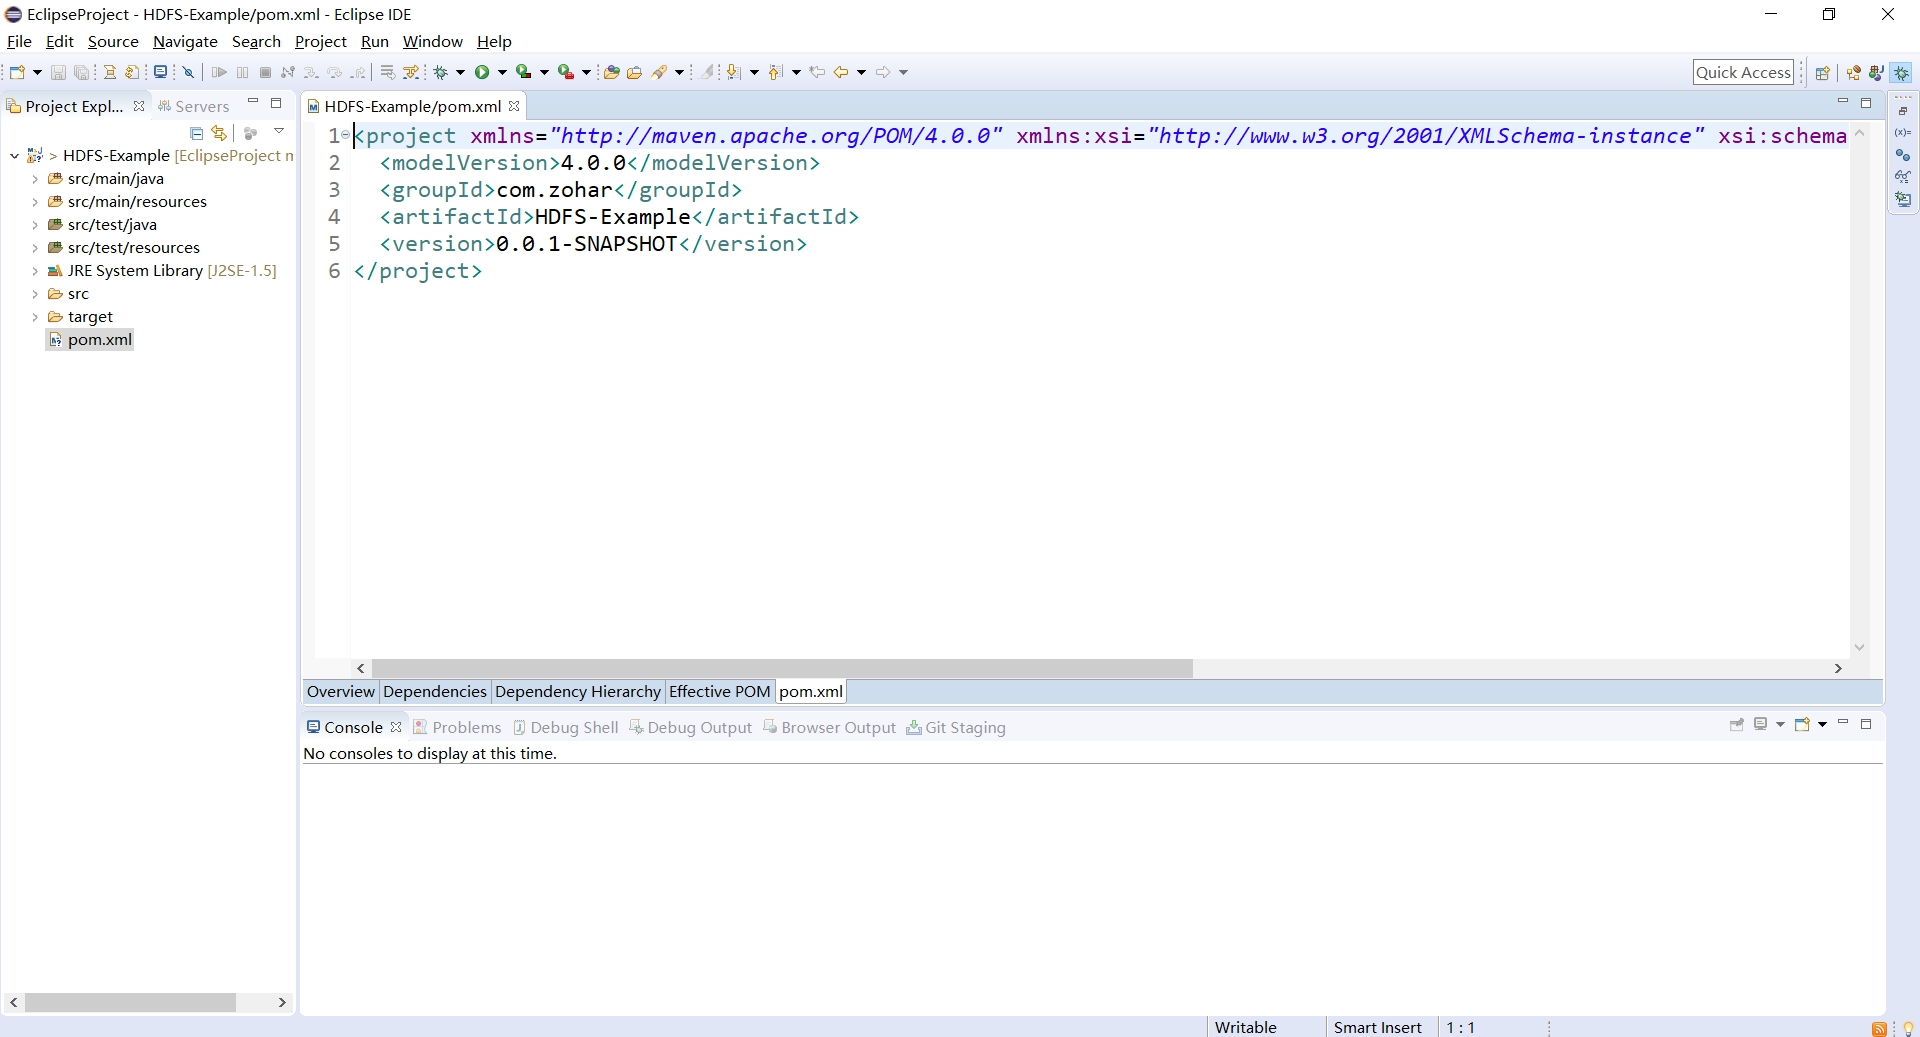 EclipseProject - HDFS-Example/pom.xml - Eclipse IDE
File Edit Source Navigate Search Project Run Window Help
Quick Access
Project Expl... Servers
HDFS-Example/pom.xml
> HDFS-Example [EclipseProject n
src/main/java
src/main/resources
src/test/java
src/test/resources
JRE System Library [J2SE-1.5]
src
target
pom.xml
1 <project xmlns="http://maven.apache.org/POM/4.0.0" xmlns:xsi="http://www.w3.org/2001/XMLSchema-instance" xsi:schema
2 <modelVersion>4.0.0</modelVersion>
3 <groupId>com.zohar</groupId>
4 <artifactId>HDFS-Example</artifactId>
5 <version>0.0.1-SNAPSHOT</version>
6 </project>
Overview Dependencies Dependency Hierarchy Effective POM pom.xml
Console Problems Debug Shell Debug Output Browser Output Git Staging
No consoles to display at this time.
Writable Smart Insert 1 : 1